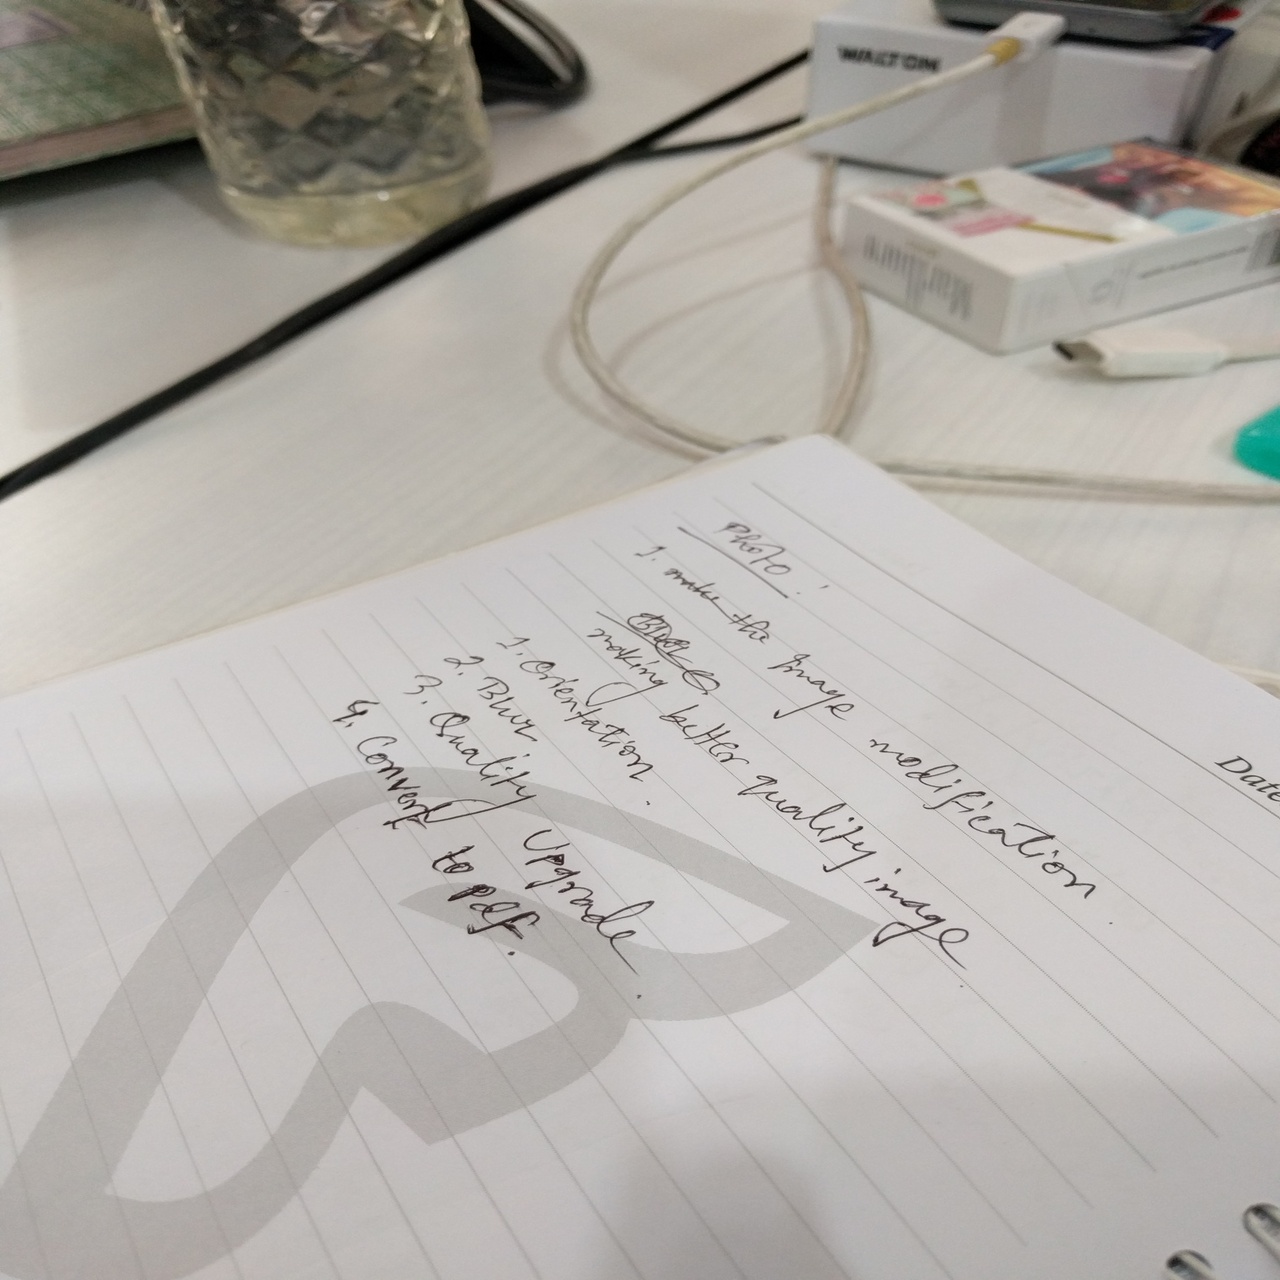 WALTON
Marlboro
Date
Photo:
1. make the Image modification.
making better quality image
1. Orientation.
2. Blur
3. Quality Upgrade.
4. Convert to pdf.